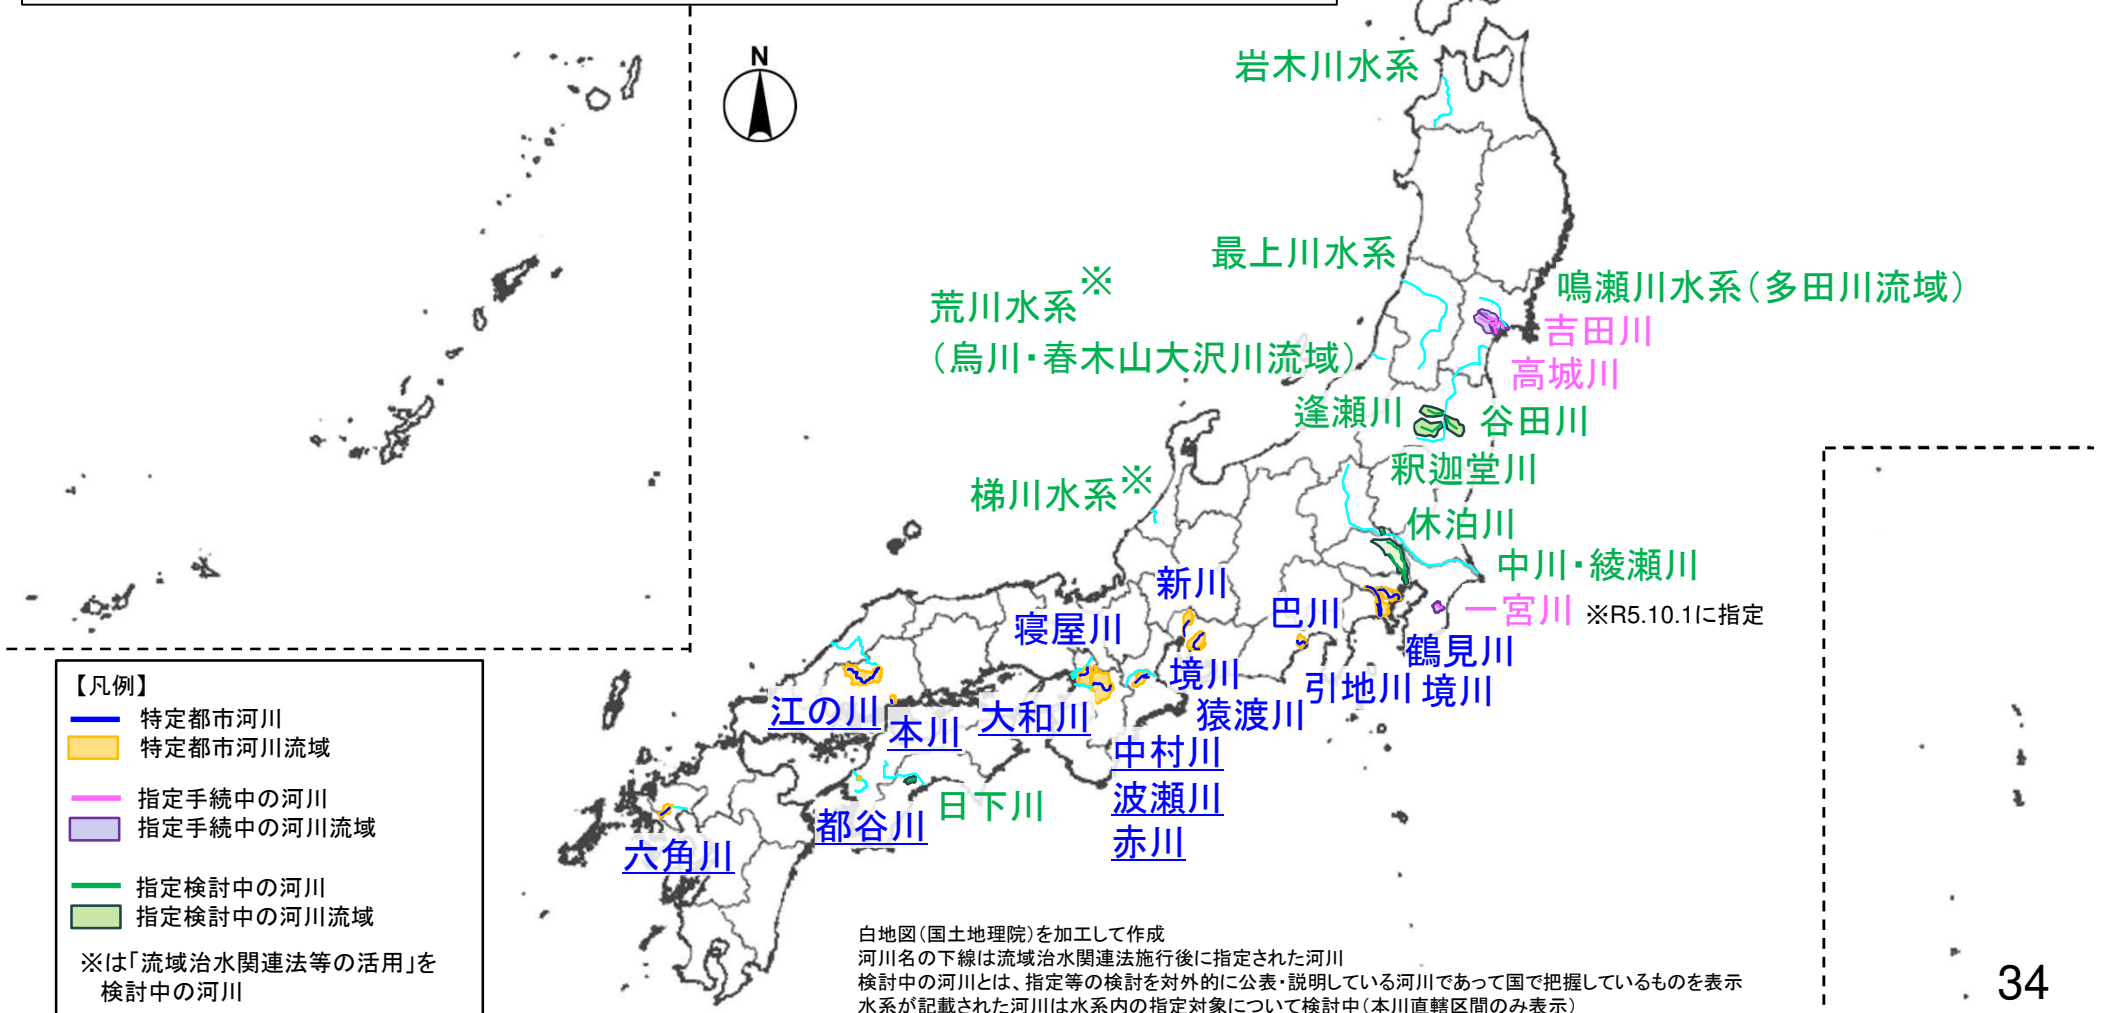 N
岩木川水系
最上川水系
荒川水系※
（烏川・春木山大沢川流域）
鳴瀬川水系（多田川流域）
吉田川
高城川
逢瀬川
谷田川
釈迦堂川
梯川水系※
休泊川
中川・綾瀬川
一宮川 ※R5.10.1に指定
新川
巴川
寝屋川
鶴見川
境川
引地川 境川
猿渡川
江の川
本川
大和川
中村川
波瀬川
赤川
日下川
都谷川
六角川
【凡例】
特定都市河川
特定都市河川流域
指定手続中の河川
指定手続中の河川流域
指定検討中の河川
指定検討中の河川流域
※は「流域治水関連法等の活用」を
検討中の河川
白地図（国土地理院）を加工して作成
河川名の下線は流域治水関連法施行後に指定された河川
検討中の河川とは、指定等の検討を対外的に公表・説明している河川であって国で把握しているものを表示
水系が記載された河川は水系内の指定対象について検討中（本川直轄区間のみ表示）
34